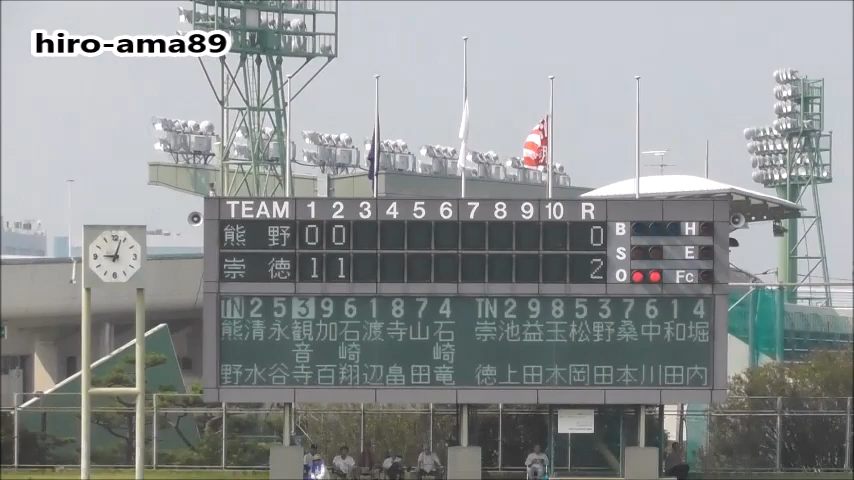 hiro-ama89
TEAM 1 2 3 4 5 6 7 8 9 10 R
熊野 0 0 0
崇徳 1 1 2
B H
S E
O Fc
IN 2 5 3 9 6 1 8 7 4 TN 2 9 8 5 3 7 6 1 4
熊野 清水 永谷 観音寺 加百 石崎翔 渡辺 寺畠 山田 石崎竜 崇徳 池上 益田 玉木 松岡 野田 桑本 中川 和田 堀内